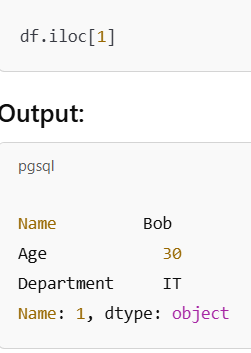 df.iloc[1]
Output:
pgsql
Name Bob
Age 30
Department IT
Name: 1, dtype: object